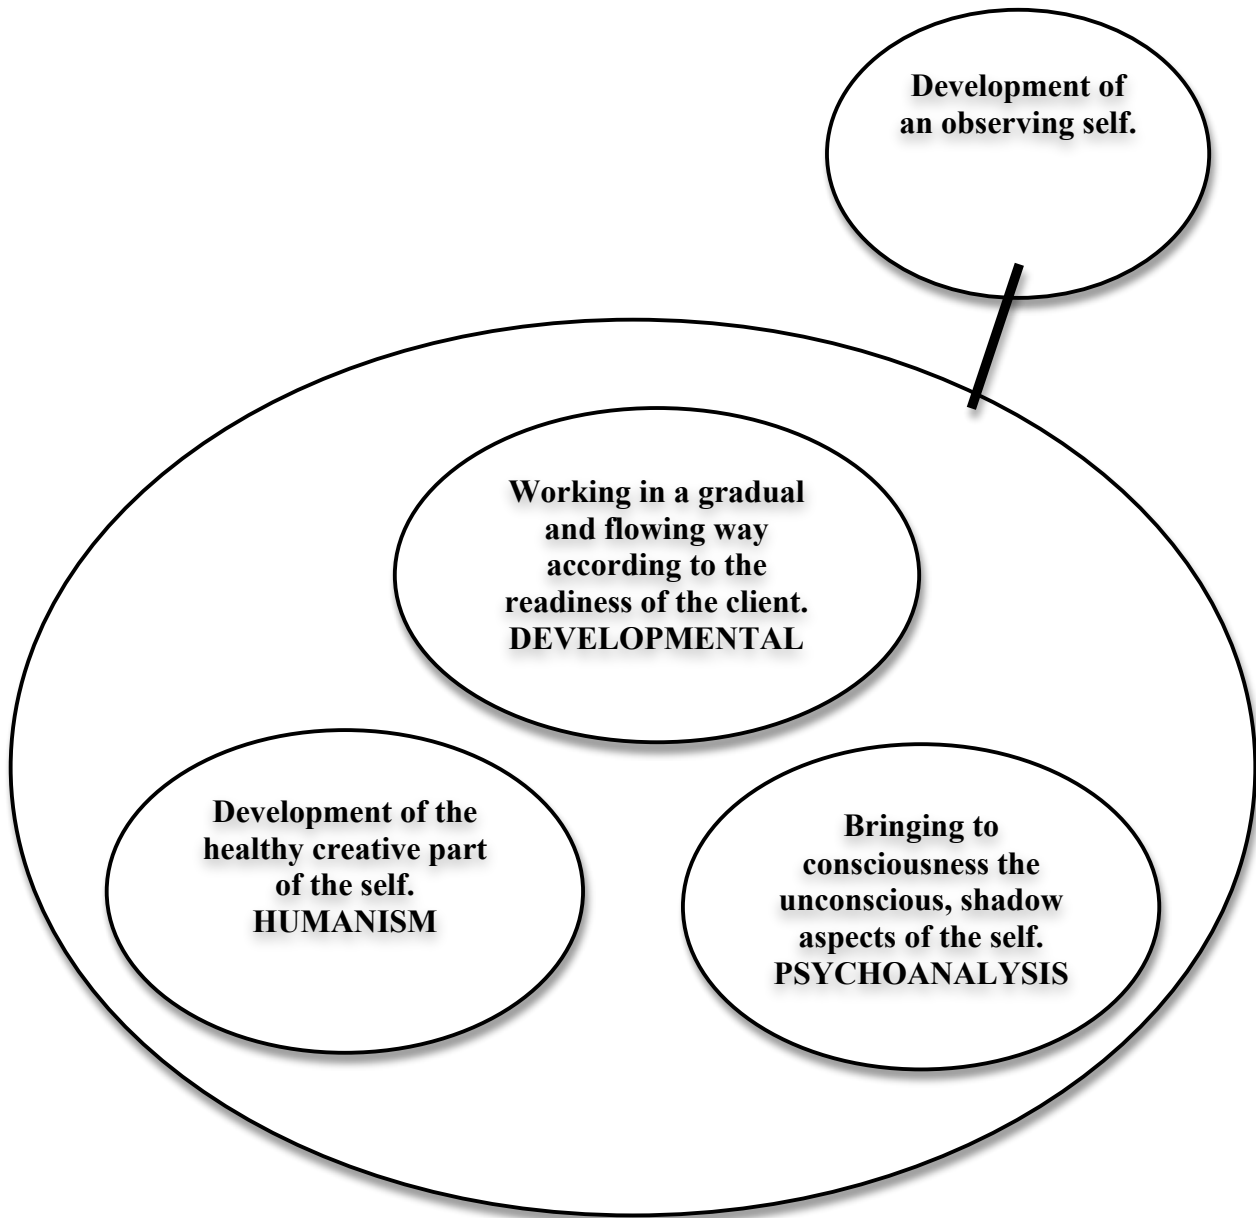 Development of
an observing self.
Working in a gradual
and flowing way
according to the
readiness of the client.
DEVELOPMENTAL
Development of the
healthy creative part
of the self.
HUMANISM
Bringing to
consciousness the
unconscious, shadow
aspects of the self.
PSYCHOANALYSIS